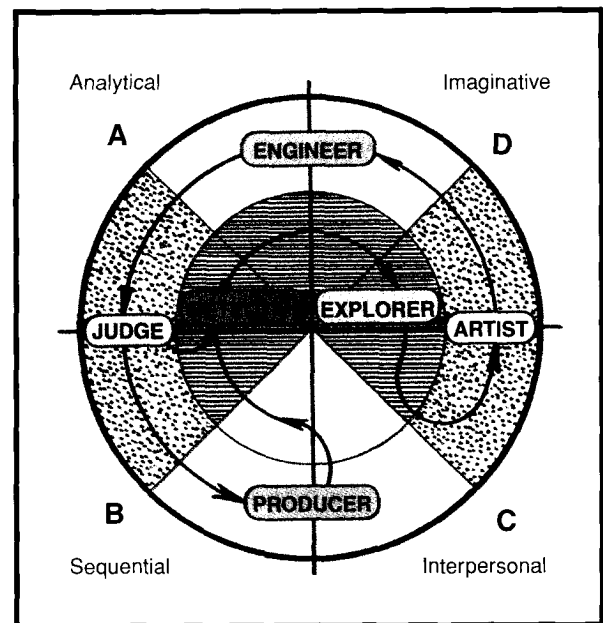 Analytical
Imaginative
A
D
ENGINEER
EXPLORER
JUDGE
ARTIST
PRODUCER
B
C
Sequential
Interpersonal